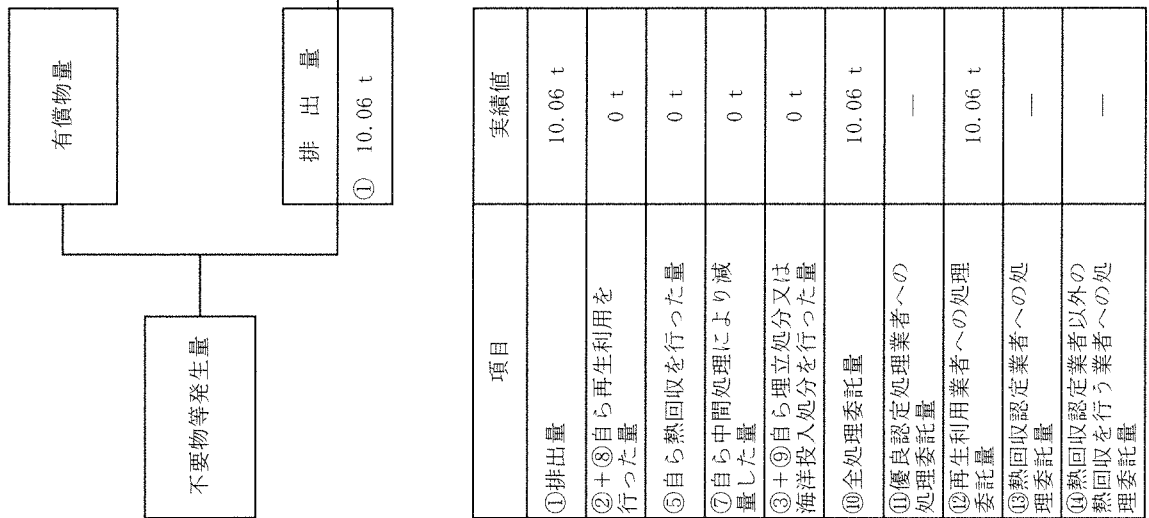 不要物等発生量
有償物量
排 出 量
① 10.06 t
項目
実績値
①排出量
10.06 t
②+⑧自ら再生利用を
行った量
0 t
⑤自ら熱回収を行った量
0 t
⑦自ら中間処理により減
量した量
0 t
③+⑨自ら埋立処分又は
海洋投入処分を行った量
0 t
⑩全処理委託量
10.06 t
⑪優良認定処理業者への
処理委託量
―
⑫再生利用業者への処理
委託量
10.06 t
⑬熱回収認定業者への処
理委託量
―
⑭熱回収認定業者以外の
熱回収を行う業者への処
理委託量
―